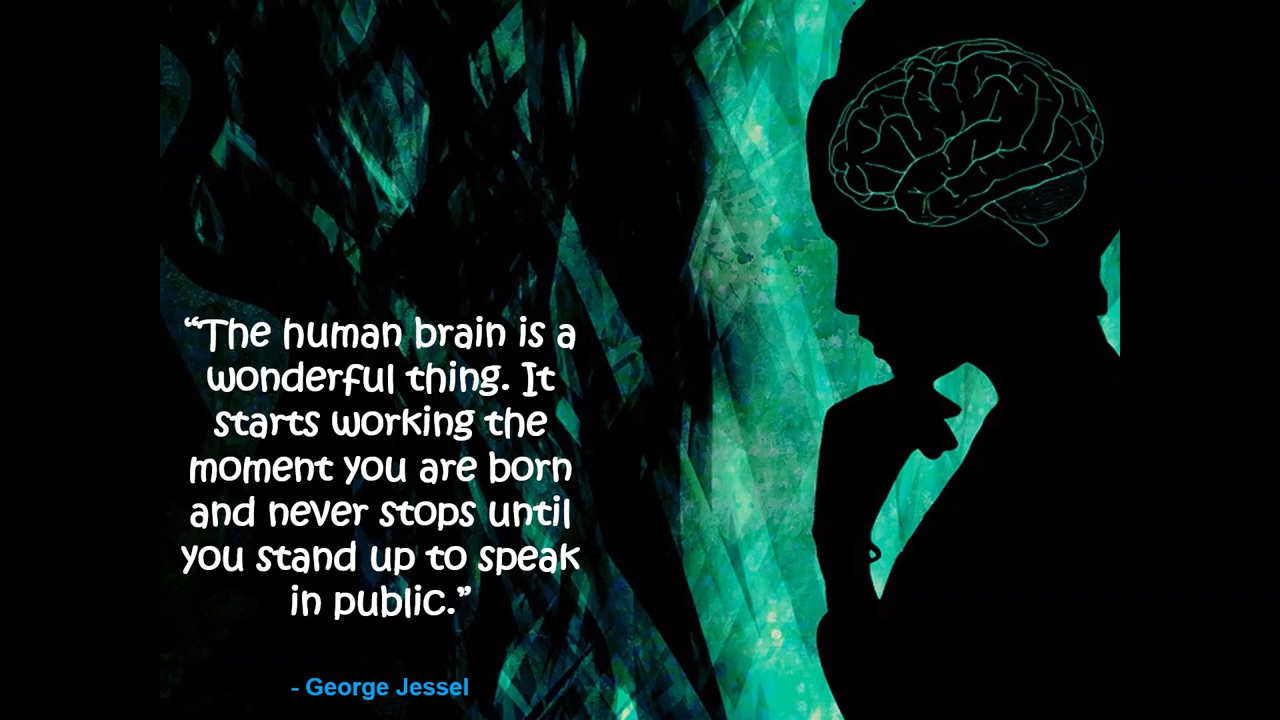 “The human brain is a
wonderful thing. It
starts working the
moment you are born
and never stops until
you stand up to speak
in public.”
- George Jessel